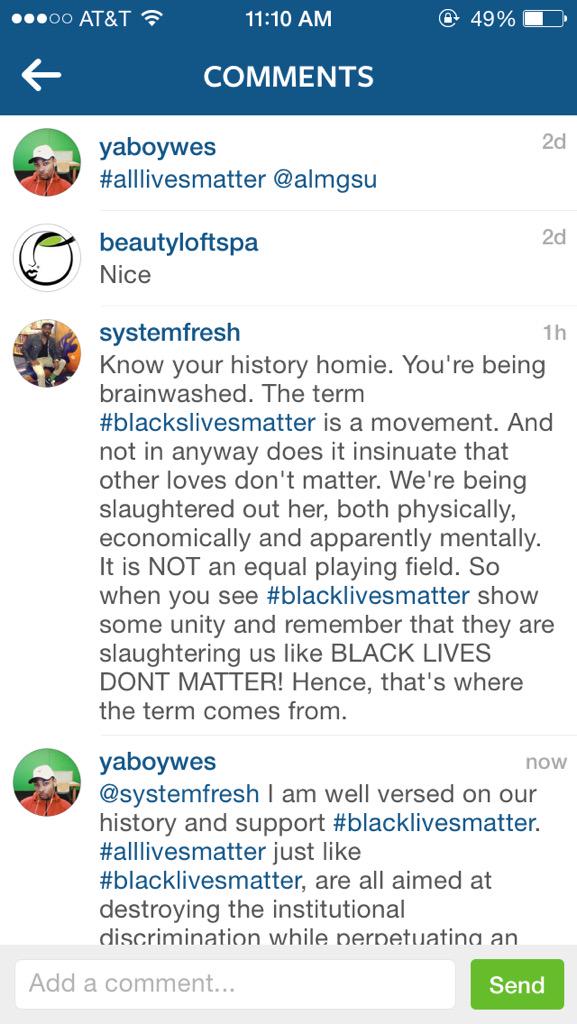 AT&T 11:10 AM 49%
COMMENTS
yaboywes 2d
#alllivesmatter @almgsu
beautyloftspa 2d
Nice
systemfresh 1h
Know your history homie. You're being
brainwashed. The term
#blackslivesmatter is a movement. And
not in anyway does it insinuate that
other loves don't matter. We're being
slaughtered out her, both physically,
economically and apparently mentally.
It is NOT an equal playing field. So
when you see #blacklivesmatter show
some unity and remember that they are
slaughtering us like BLACK LIVES
DONT MATTER! Hence, that's where
the term comes from.
yaboywes now
@systemfresh I am well versed on our
history and support #blacklivesmatter.
#alllivesmatter just like
#blacklivesmatter, are all aimed at
destroying the institutional
discrimination while perpetuating an
Add a comment... Send